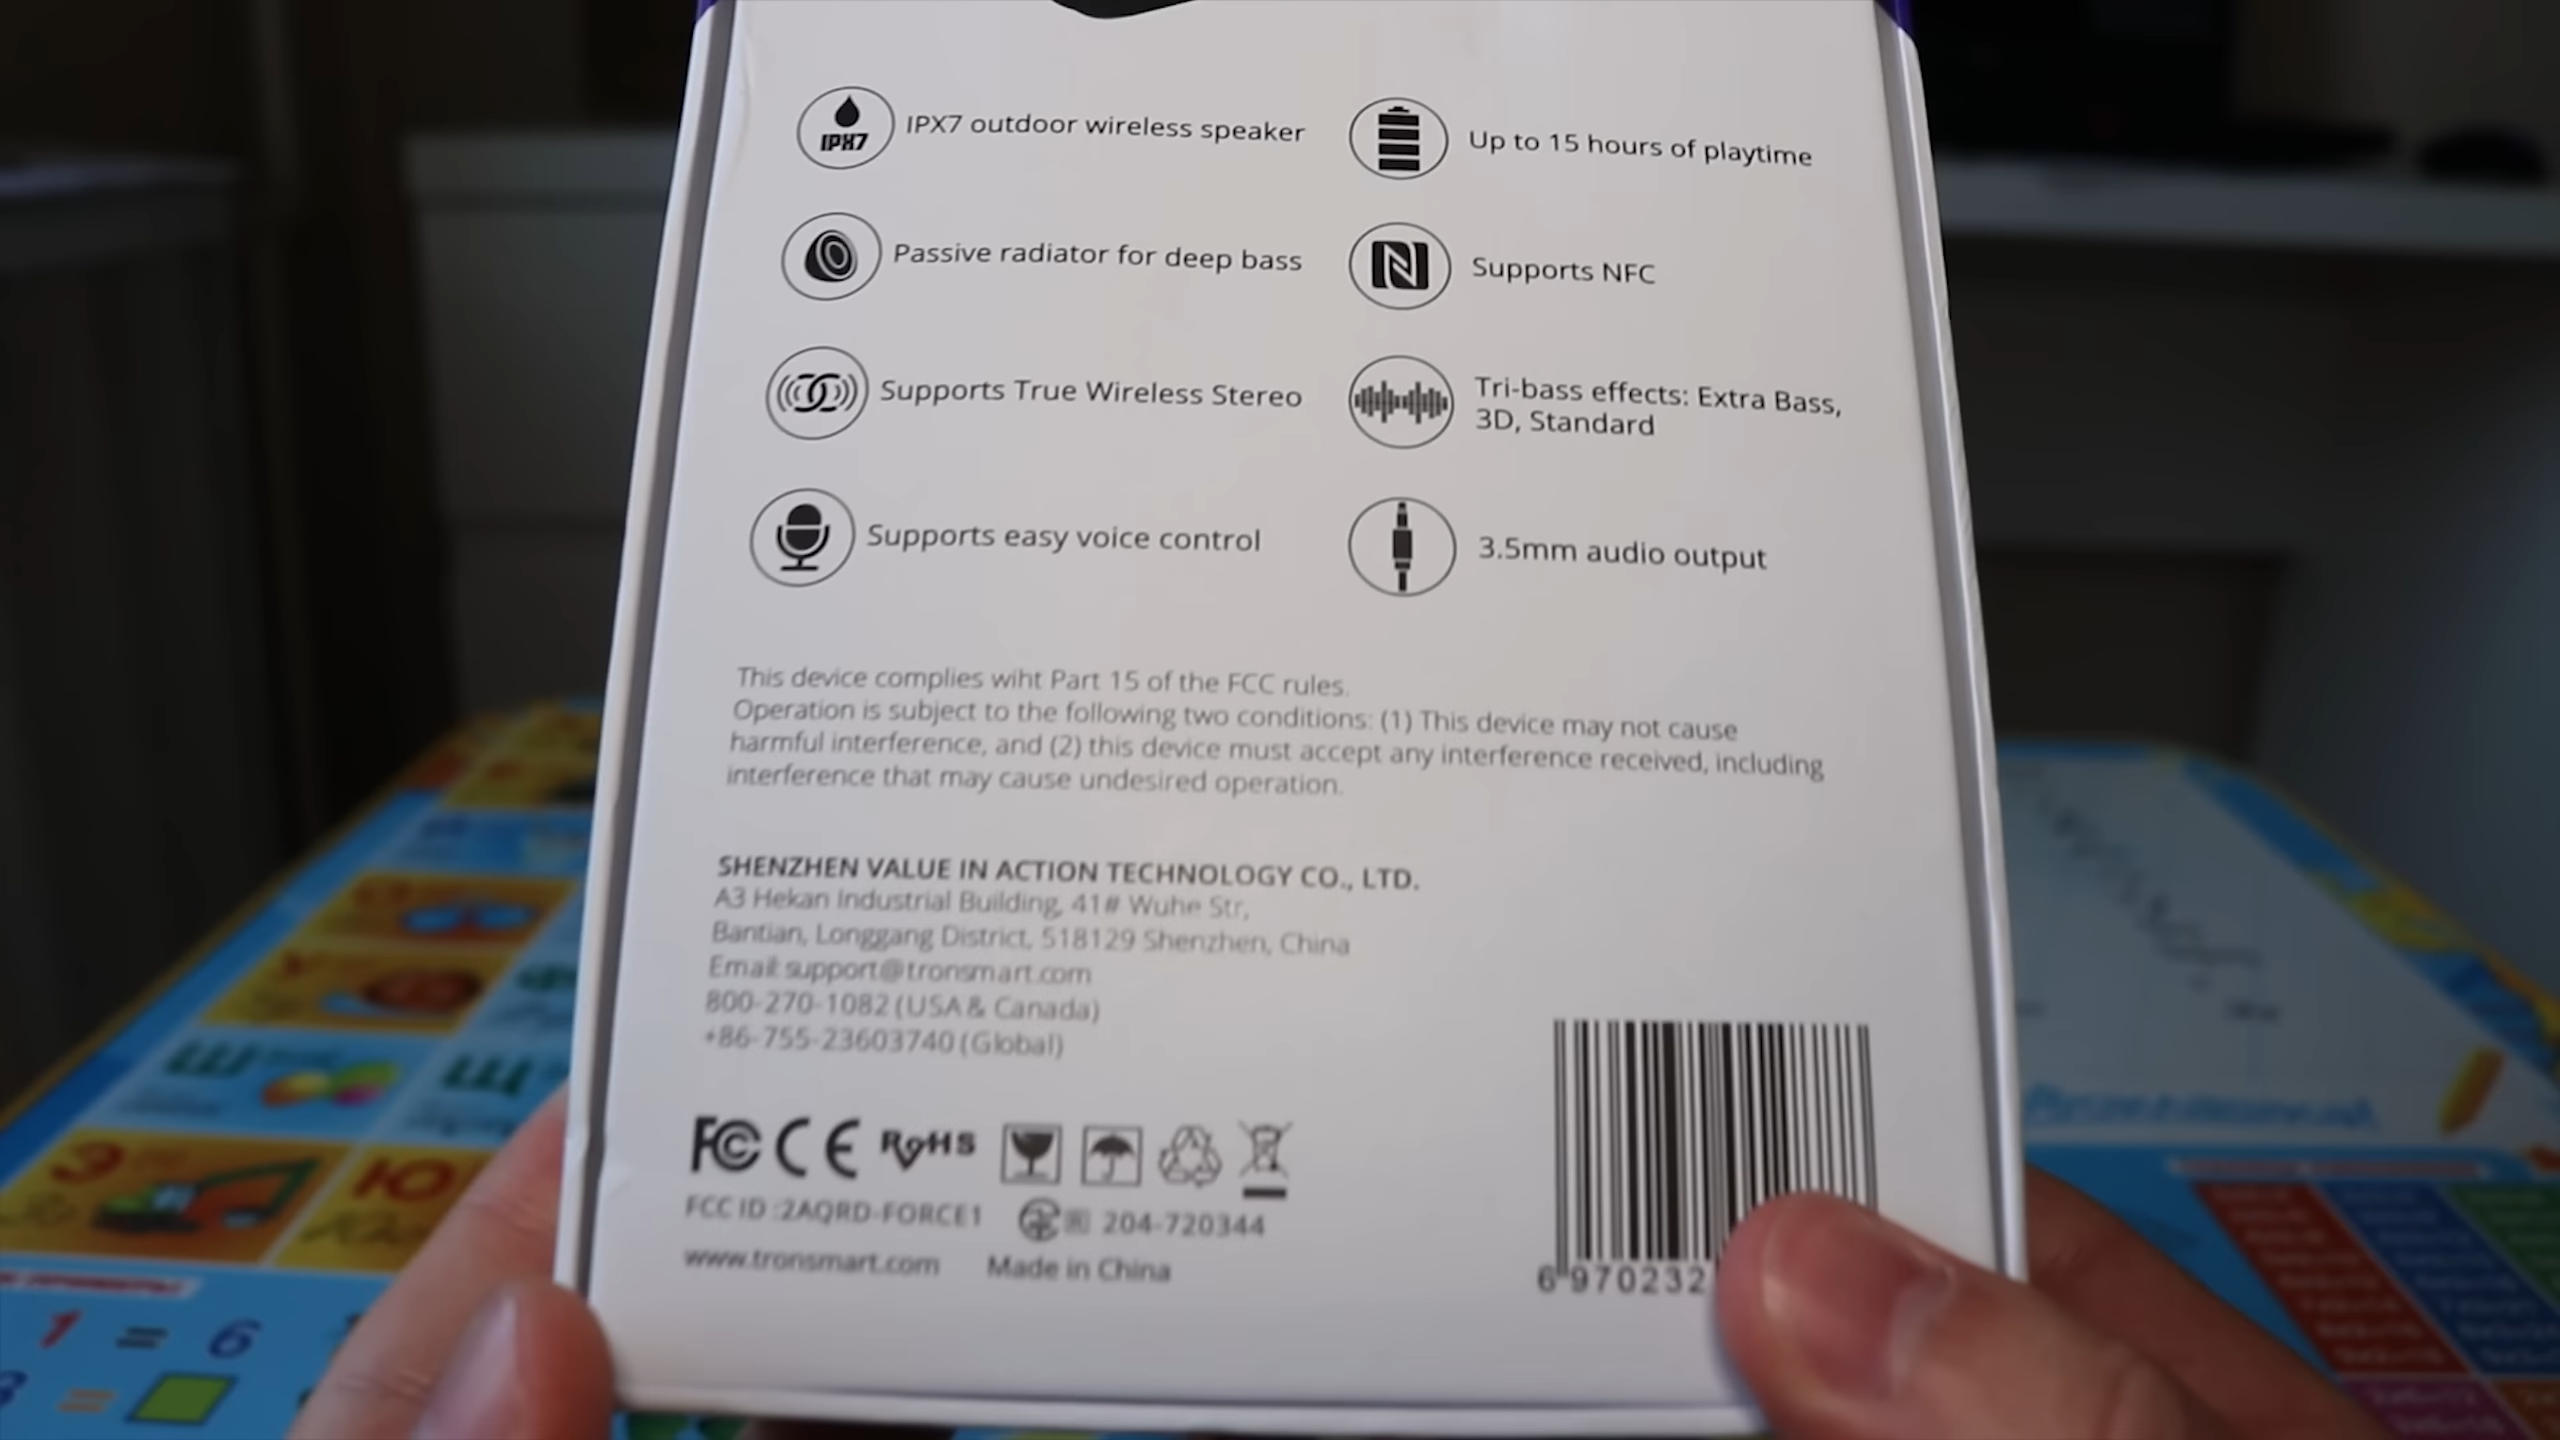 IPX7
IPX7 outdoor wireless speaker
Up to 15 hours of playtime
Passive radiator for deep bass
Supports NFC
Supports True Wireless Stereo
Tri-bass effects: Extra Bass,
3D, Standard
Supports easy voice control
3.5mm audio output
This device complies wiht Part 15 of the FCC rules.
Operation is subject to the following two conditions: (1) This device may not cause
harmful interference, and (2) this device must accept any interference received, including
interference that may cause undesired operation.
SHENZHEN VALUE IN ACTION TECHNOLOGY CO., LTD.
A3 Hekan Industrial Building, 41# Wuhe Str,
Bantian, Longgang District, 518129 Shenzhen, China
Email: support@tronsmart.com
800-270-1082 (USA & Canada)
+86-755-23603740 (Global)
FC CE RoHS
FCC ID :2AQRD-FORCE1
R 204-720344
www.tronsmart.com
Made in China
6 970232
Ш
Щ
Э
Ю
1 = 6
3 =